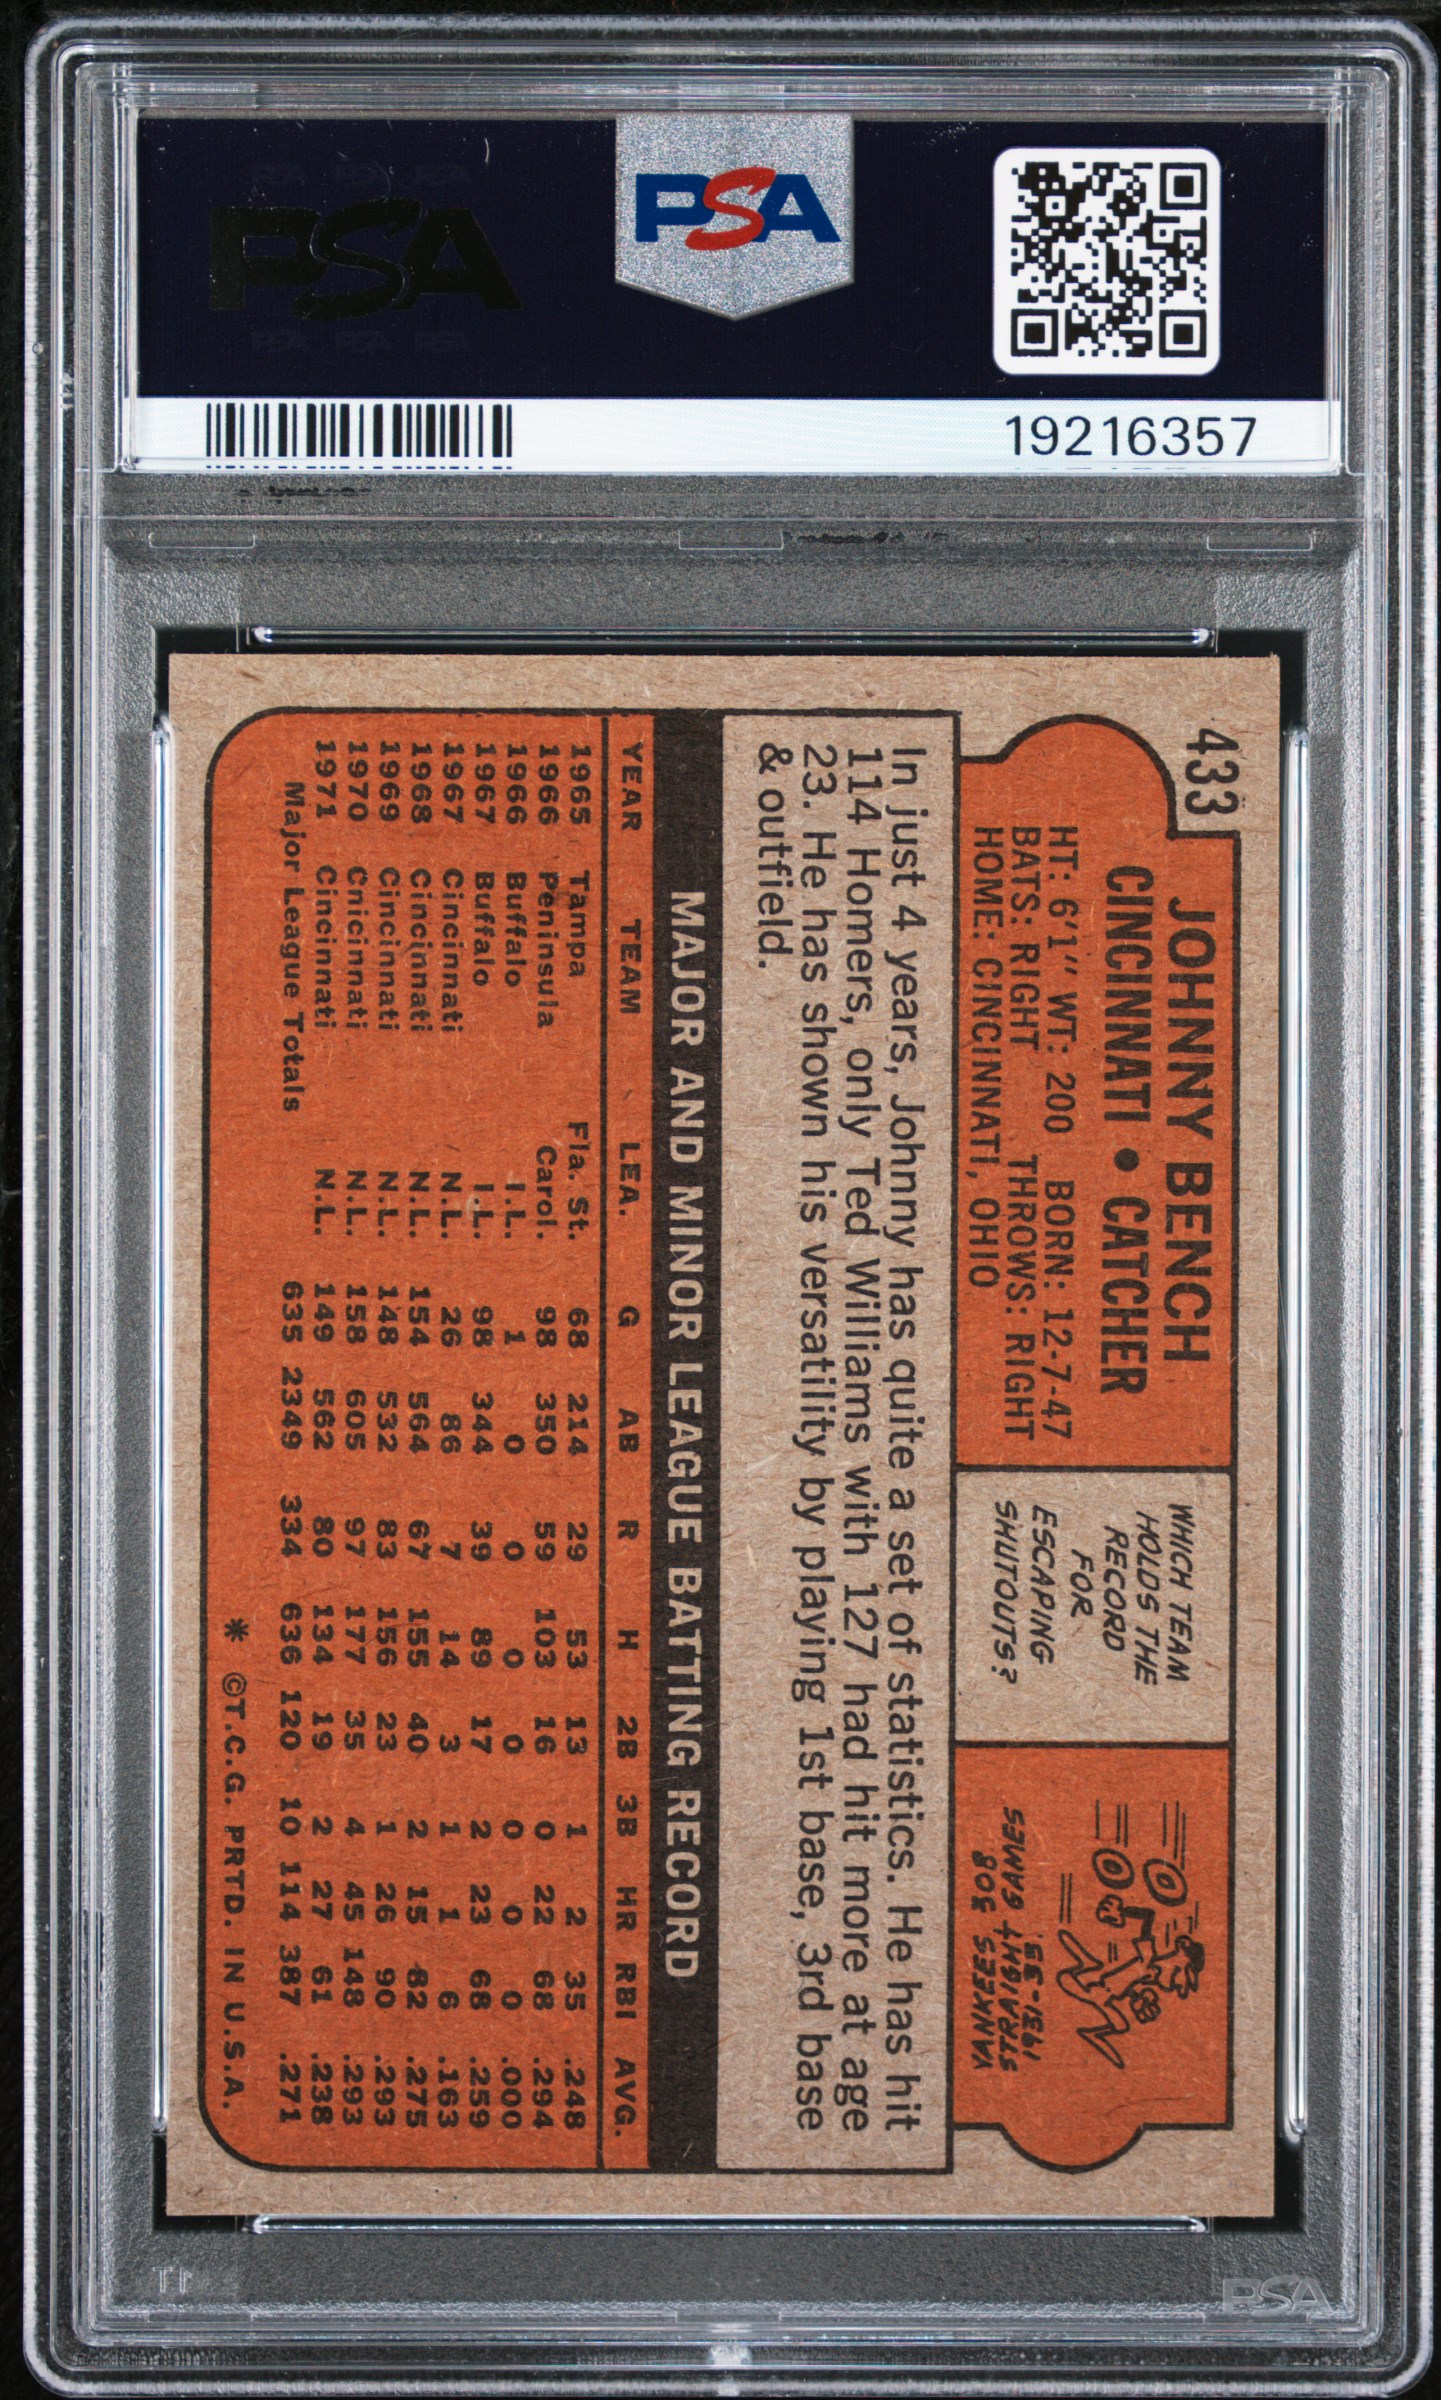 PSA
PSA
19216357
433
JOHNNY BENCH
CINCINNATI • CATCHER
HT: 6'1" WT: 200 BORN: 12-7-47
BATS: RIGHT THROWS: RIGHT
HOME: CINCINNATI, OHIO
WHICH TEAM
HOLDS THE
RECORD
FOR
ESCAPING
SHUTOUTS?
YANKEES 308
STRAIGHT GAMES
1931-35.
In just 4 years, Johnny has quite a set of statistics. He has hit
114 Homers, only Ted Williams with 127 had hit more at age
23. He has shown his versatility by playing 1st base, 3rd base
& outfield.
MAJOR AND MINOR LEAGUE BATTING RECORD
YEAR TEAM LEA. G AB R H 2B 3B HR RBI AVG.
1965 Tampa Fla. St. 68 214 29 53 13 1 2 35 .248
1966 Peninsula Carol. 98 350 59 103 16 0 22 68 .294
1966 Buffalo I.L. 1 0 0 0 0 0 0 0 .000
1967 Buffalo I.L. 98 344 39 89 17 2 23 68 .259
1967 Cincinnati N.L. 26 86 7 14 3 1 1 6 .163
1968 Cincinnati N.L. 154 564 67 155 40 2 15 82 .275
1969 Cincinnati N.L. 148 532 83 156 23 1 26 90 .293
1970 Cnicinnati N.L. 158 605 97 177 35 4 45 148 .293
1971 Cincinnati N.L. 149 562 80 134 19 2 27 61 .238
Major League Totals 635 2349 334 636 120 10 114 387 .271
* ©T.C.G. PRTD. IN U.S.A.
PSA